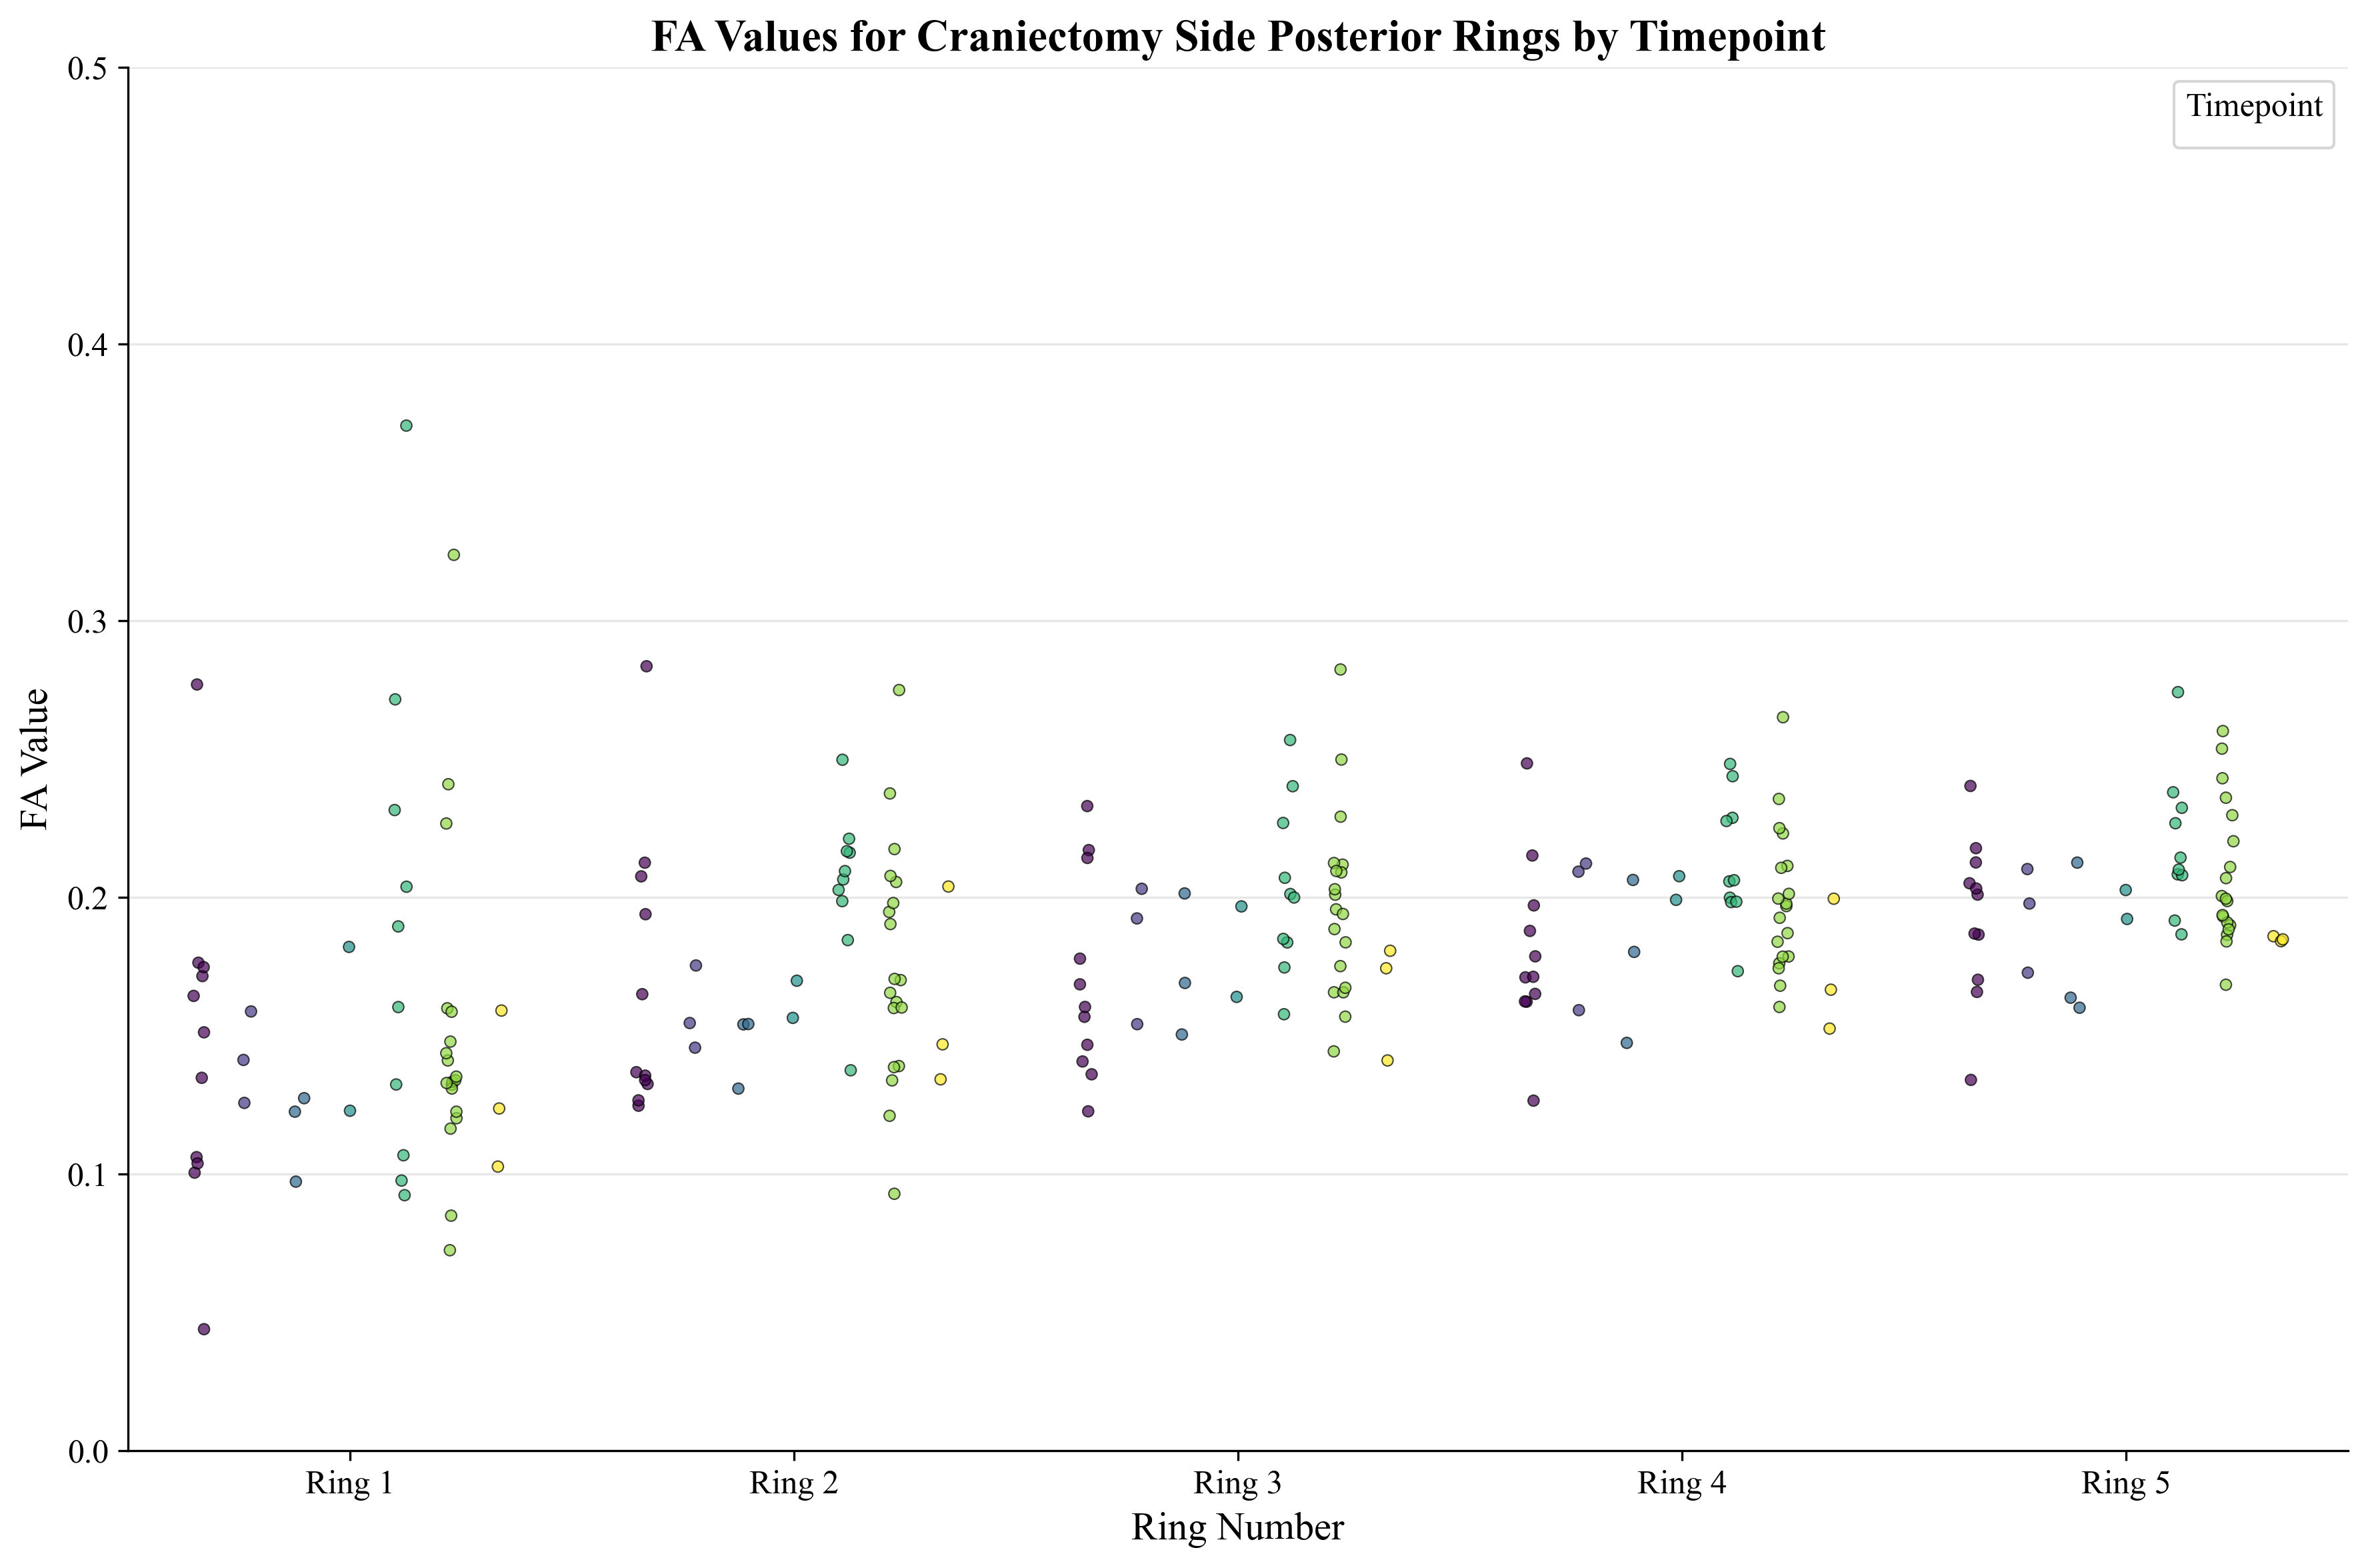 FA Values for Craniectomy Side Posterior Rings by Timepoint
Timepoint
FA Value
0.5
0.4
0.3
0.2
0.1
0.0
Ring 1
Ring 2
Ring 3
Ring 4
Ring 5
Ring Number